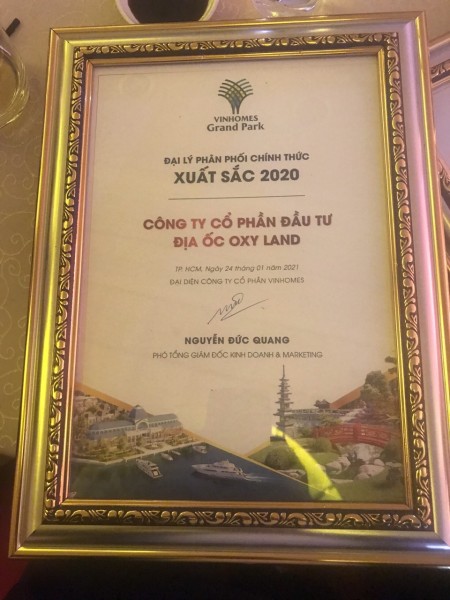 VINHOMES
Grand Park
ĐẠI LÝ PHÂN PHỐI CHÍNH THỨC
XUẤT SẮC 2020
CÔNG TY CỔ PHẦN ĐẦU TƯ
ĐỊA ỐC OXY LAND
TP. HCM, Ngày 24 tháng 01 năm 2021
ĐẠI DIỆN CÔNG TY CỔ PHẦN VINHOMES
NGUYỄN ĐỨC QUANG
PHÓ TỔNG GIÁM ĐỐC KINH DOANH & MARKETING